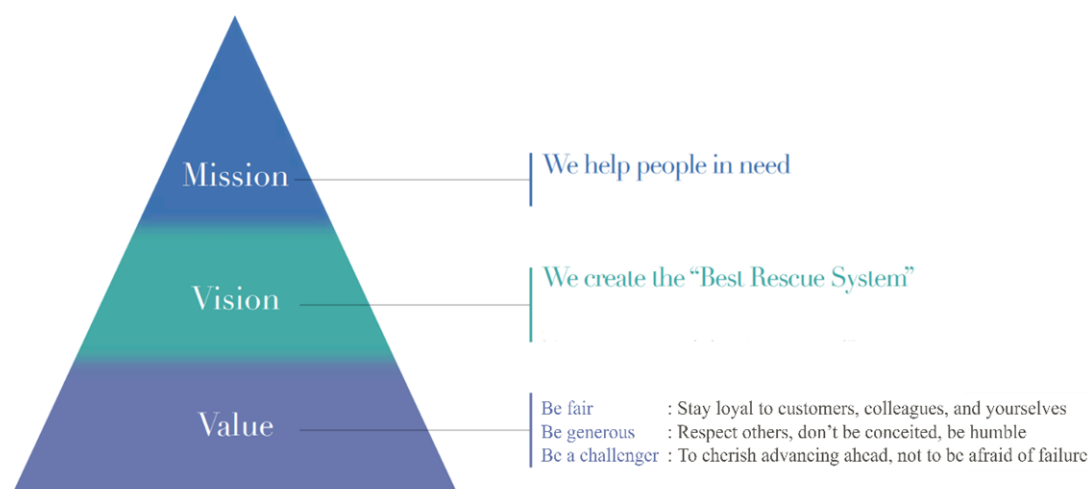 Mission
We help people in need
Vision
We create the “Best Rescue System”
Value
Be fair : Stay loyal to customers, colleagues, and yourselves
Be generous : Respect others, don’t be conceited, be humble
Be a challenger : To cherish advancing ahead, not to be afraid of failure